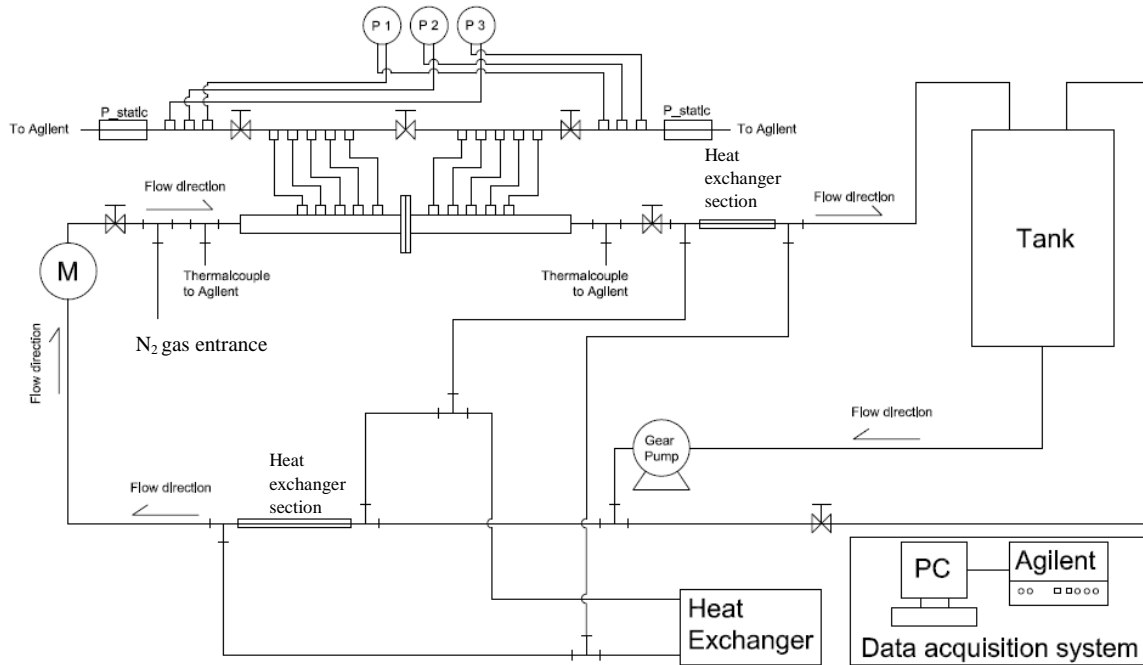 P 1
P 2
P 3
P_static
P_static
To Agilent
To Agilent
Heat
exchanger
section
Flow direction
Flow direction
Tank
M
Thermalcouple
to Agilent
Thermalcouple
to Agilent
N₂ gas entrance
Flow direction
Flow direction
Gear
Pump
Heat
exchanger
section
Flow direction
PC
Agilent
Heat
Exchanger
Data acquisition system